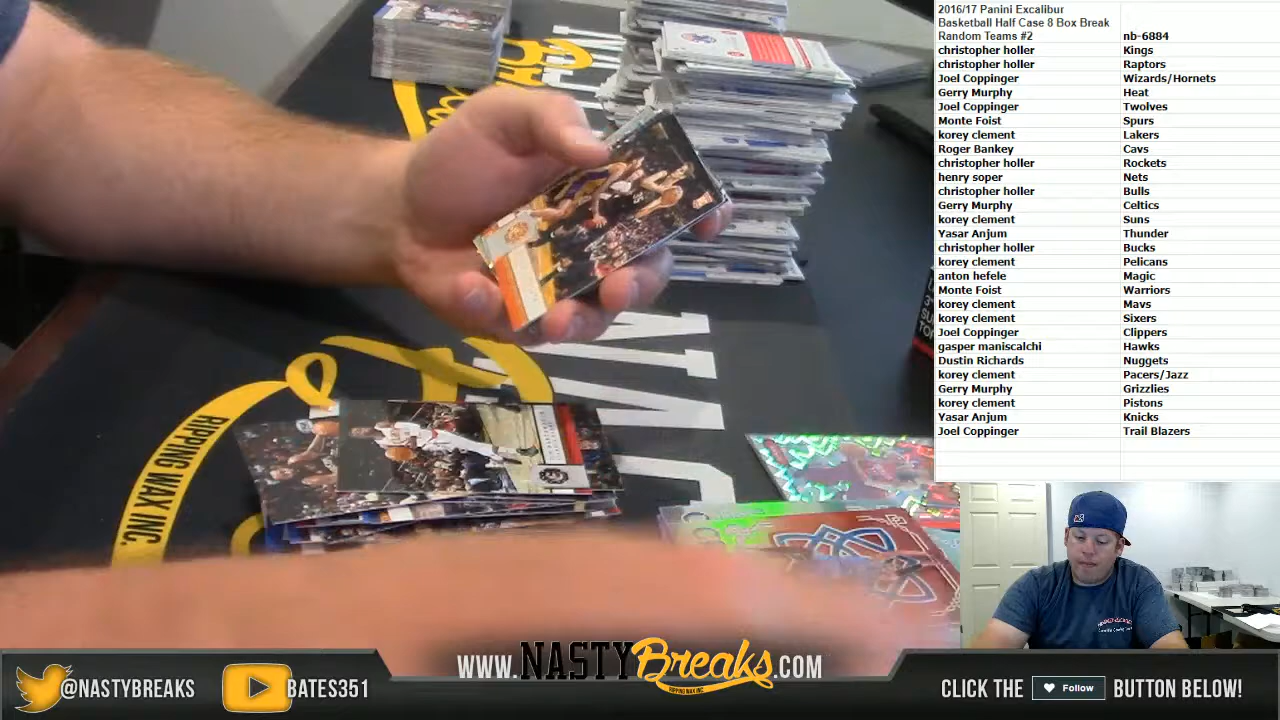 2016/17 Panini Excalibur
Basketball Half Case 8 Box Break
Random Teams #2 nb-6884
christopher holler Kings
christopher holler Raptors
Joel Coppinger Wizards/Hornets
Gerry Murphy Heat
Joel Coppinger Twolves
Monte Foist Spurs
korey clement Lakers
Roger Bankey Cavs
christopher holler Rockets
henry soper Nets
christopher holler Bulls
Gerry Murphy Celtics
korey clement Suns
Yasar Anjum Thunder
christopher holler Bucks
korey clement Pelicans
anton hefele Magic
Monte Foist Warriors
korey clement Mavs
korey clement Sixers
Joel Coppinger Clippers
gasper maniscalchi Hawks
Dustin Richards Nuggets
korey clement Pacers/Jazz
Gerry Murphy Grizzlies
korey clement Pistons
Yasar Anjum Knicks
Joel Coppinger Trail Blazers
RIPPING WAX INC.
@NASTYBREAKS
BATES351
WWW.NASTYBreaks.COM
RIPPING WAX INC
CLICK THE Follow BUTTON BELOW!